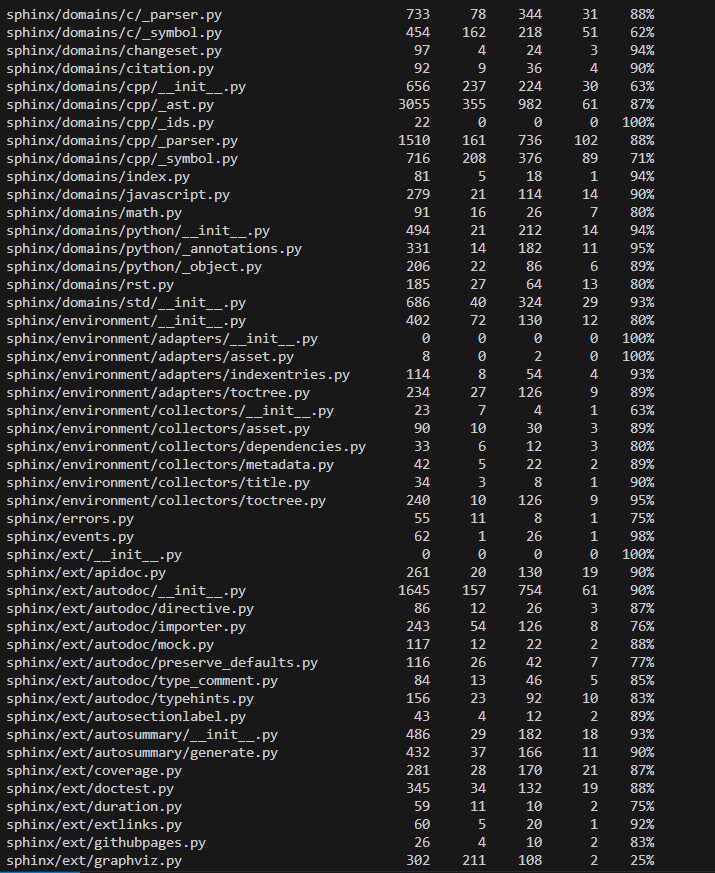 sphinx/domains/c/_parser.py 733 78 344 31 88%
sphinx/domains/c/_symbol.py 454 162 218 51 62%
sphinx/domains/changeset.py 97 4 24 3 94%
sphinx/domains/citation.py 92 9 36 4 90%
sphinx/domains/cpp/__init__.py 656 237 224 30 63%
sphinx/domains/cpp/_ast.py 3055 355 982 61 87%
sphinx/domains/cpp/_ids.py 22 0 0 0 100%
sphinx/domains/cpp/_parser.py 1510 161 736 102 88%
sphinx/domains/cpp/_symbol.py 716 208 376 89 71%
sphinx/domains/index.py 81 5 18 1 94%
sphinx/domains/javascript.py 279 21 114 14 90%
sphinx/domains/math.py 91 16 26 7 80%
sphinx/domains/python/__init__.py 494 21 212 14 94%
sphinx/domains/python/_annotations.py 331 14 182 11 95%
sphinx/domains/python/_object.py 206 22 86 6 89%
sphinx/domains/rst.py 185 27 64 13 80%
sphinx/domains/std/__init__.py 686 40 324 29 93%
sphinx/environment/__init__.py 402 72 130 12 80%
sphinx/environment/adapters/__init__.py 0 0 0 0 100%
sphinx/environment/adapters/asset.py 8 0 2 0 100%
sphinx/environment/adapters/indexentries.py 114 8 54 4 93%
sphinx/environment/adapters/toctree.py 234 27 126 9 89%
sphinx/environment/collectors/__init__.py 23 7 4 1 63%
sphinx/environment/collectors/asset.py 90 10 30 3 89%
sphinx/environment/collectors/dependencies.py 33 6 12 3 80%
sphinx/environment/collectors/metadata.py 42 5 22 2 89%
sphinx/environment/collectors/title.py 34 3 8 1 90%
sphinx/environment/collectors/toctree.py 240 10 126 9 95%
sphinx/errors.py 55 11 8 1 75%
sphinx/events.py 62 1 26 1 98%
sphinx/ext/__init__.py 0 0 0 0 100%
sphinx/ext/apidoc.py 261 20 130 19 90%
sphinx/ext/autodoc/__init__.py 1645 157 754 61 90%
sphinx/ext/autodoc/directive.py 86 12 26 3 87%
sphinx/ext/autodoc/importer.py 243 54 126 8 76%
sphinx/ext/autodoc/mock.py 117 12 22 2 88%
sphinx/ext/autodoc/preserve_defaults.py 116 26 42 7 77%
sphinx/ext/autodoc/type_comment.py 84 13 46 5 85%
sphinx/ext/autodoc/typehints.py 156 23 92 10 83%
sphinx/ext/autosectionlabel.py 43 4 12 2 89%
sphinx/ext/autosummary/__init__.py 486 29 182 18 93%
sphinx/ext/autosummary/generate.py 432 37 166 11 90%
sphinx/ext/coverage.py 281 28 170 21 87%
sphinx/ext/doctest.py 345 34 132 19 88%
sphinx/ext/duration.py 59 11 10 2 75%
sphinx/ext/extlinks.py 60 5 20 1 92%
sphinx/ext/githubpages.py 26 4 10 2 83%
sphinx/ext/graphviz.py 302 211 108 2 25%